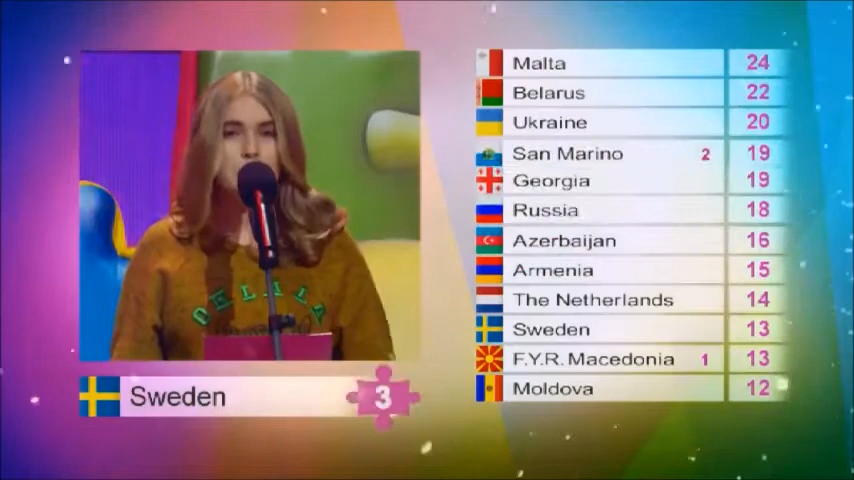 DELILA
Sweden 3
Malta 24
Belarus 22
Ukraine 20
San Marino 2 19
Georgia 19
Russia 18
Azerbaijan 16
Armenia 15
The Netherlands 14
Sweden 13
F.Y.R. Macedonia 1 13
Moldova 12